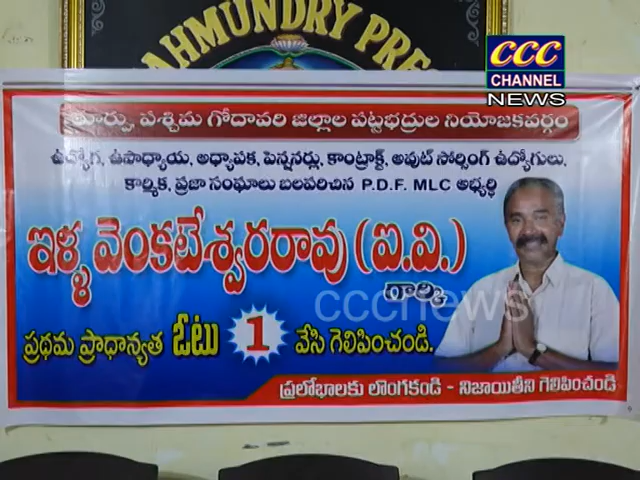 AHMUNDRY PRE
CCC
CHANNEL
NEWS
తూర్పు, పశ్చిమ గోదావరి జిల్లాల పట్టభద్రుల నియోజకవర్గం
ఉద్యోగ, ఉపాధ్యాయ, అధ్యాపక, పెన్షనర్లు, కాంట్రాక్ట్, అవుట్ సోర్సింగ్ ఉద్యోగులు,
కార్మిక, ప్రజా సంఘాలు బలపరిచిన P.D.F. MLC అభ్యర్థి
ఇళ్ళ వెంకటేశ్వరరావు (ఐ.వి.)
గార్కి
cccnews
ప్రథమ ప్రాధాన్యత ఓటు 1 వేసి గెలిపించండి.
ప్రలోభాలకు లొంగకండి - నిజాయితీని గెలిపించండి